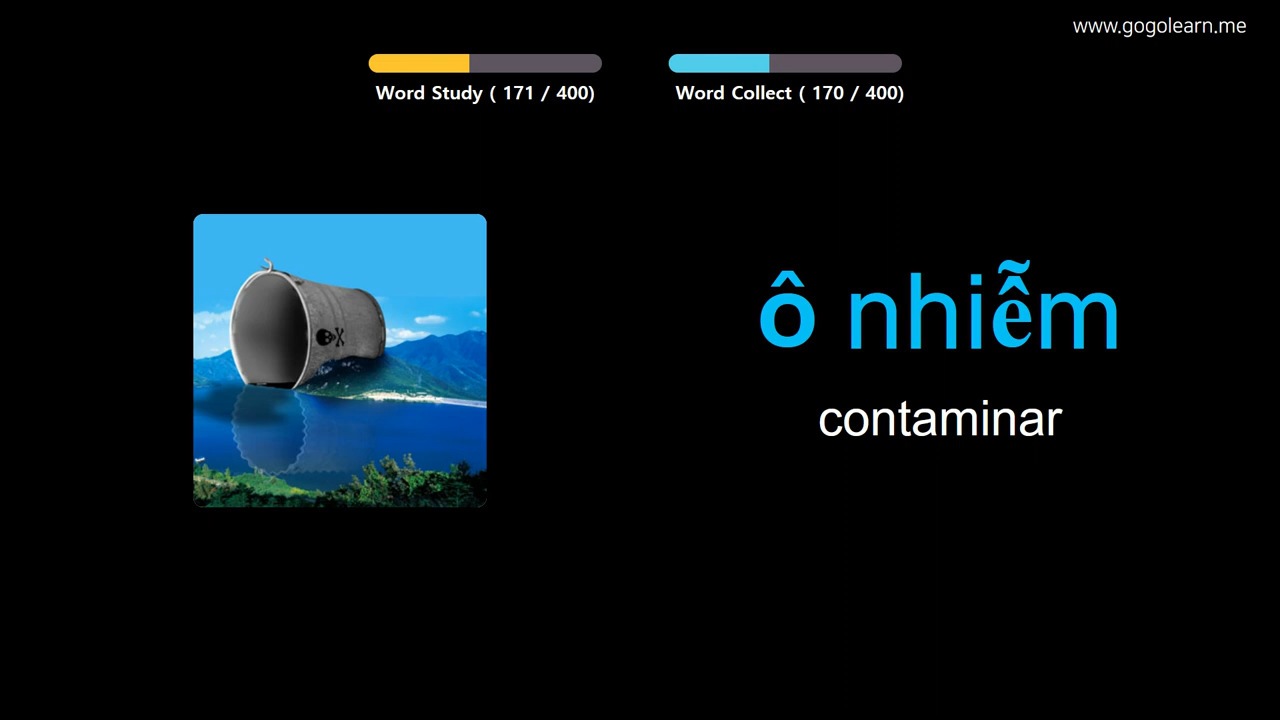 www.gogolearn.me
Word Study ( 171 / 400)
Word Collect ( 170 / 400)
ô nhiễm
contaminar